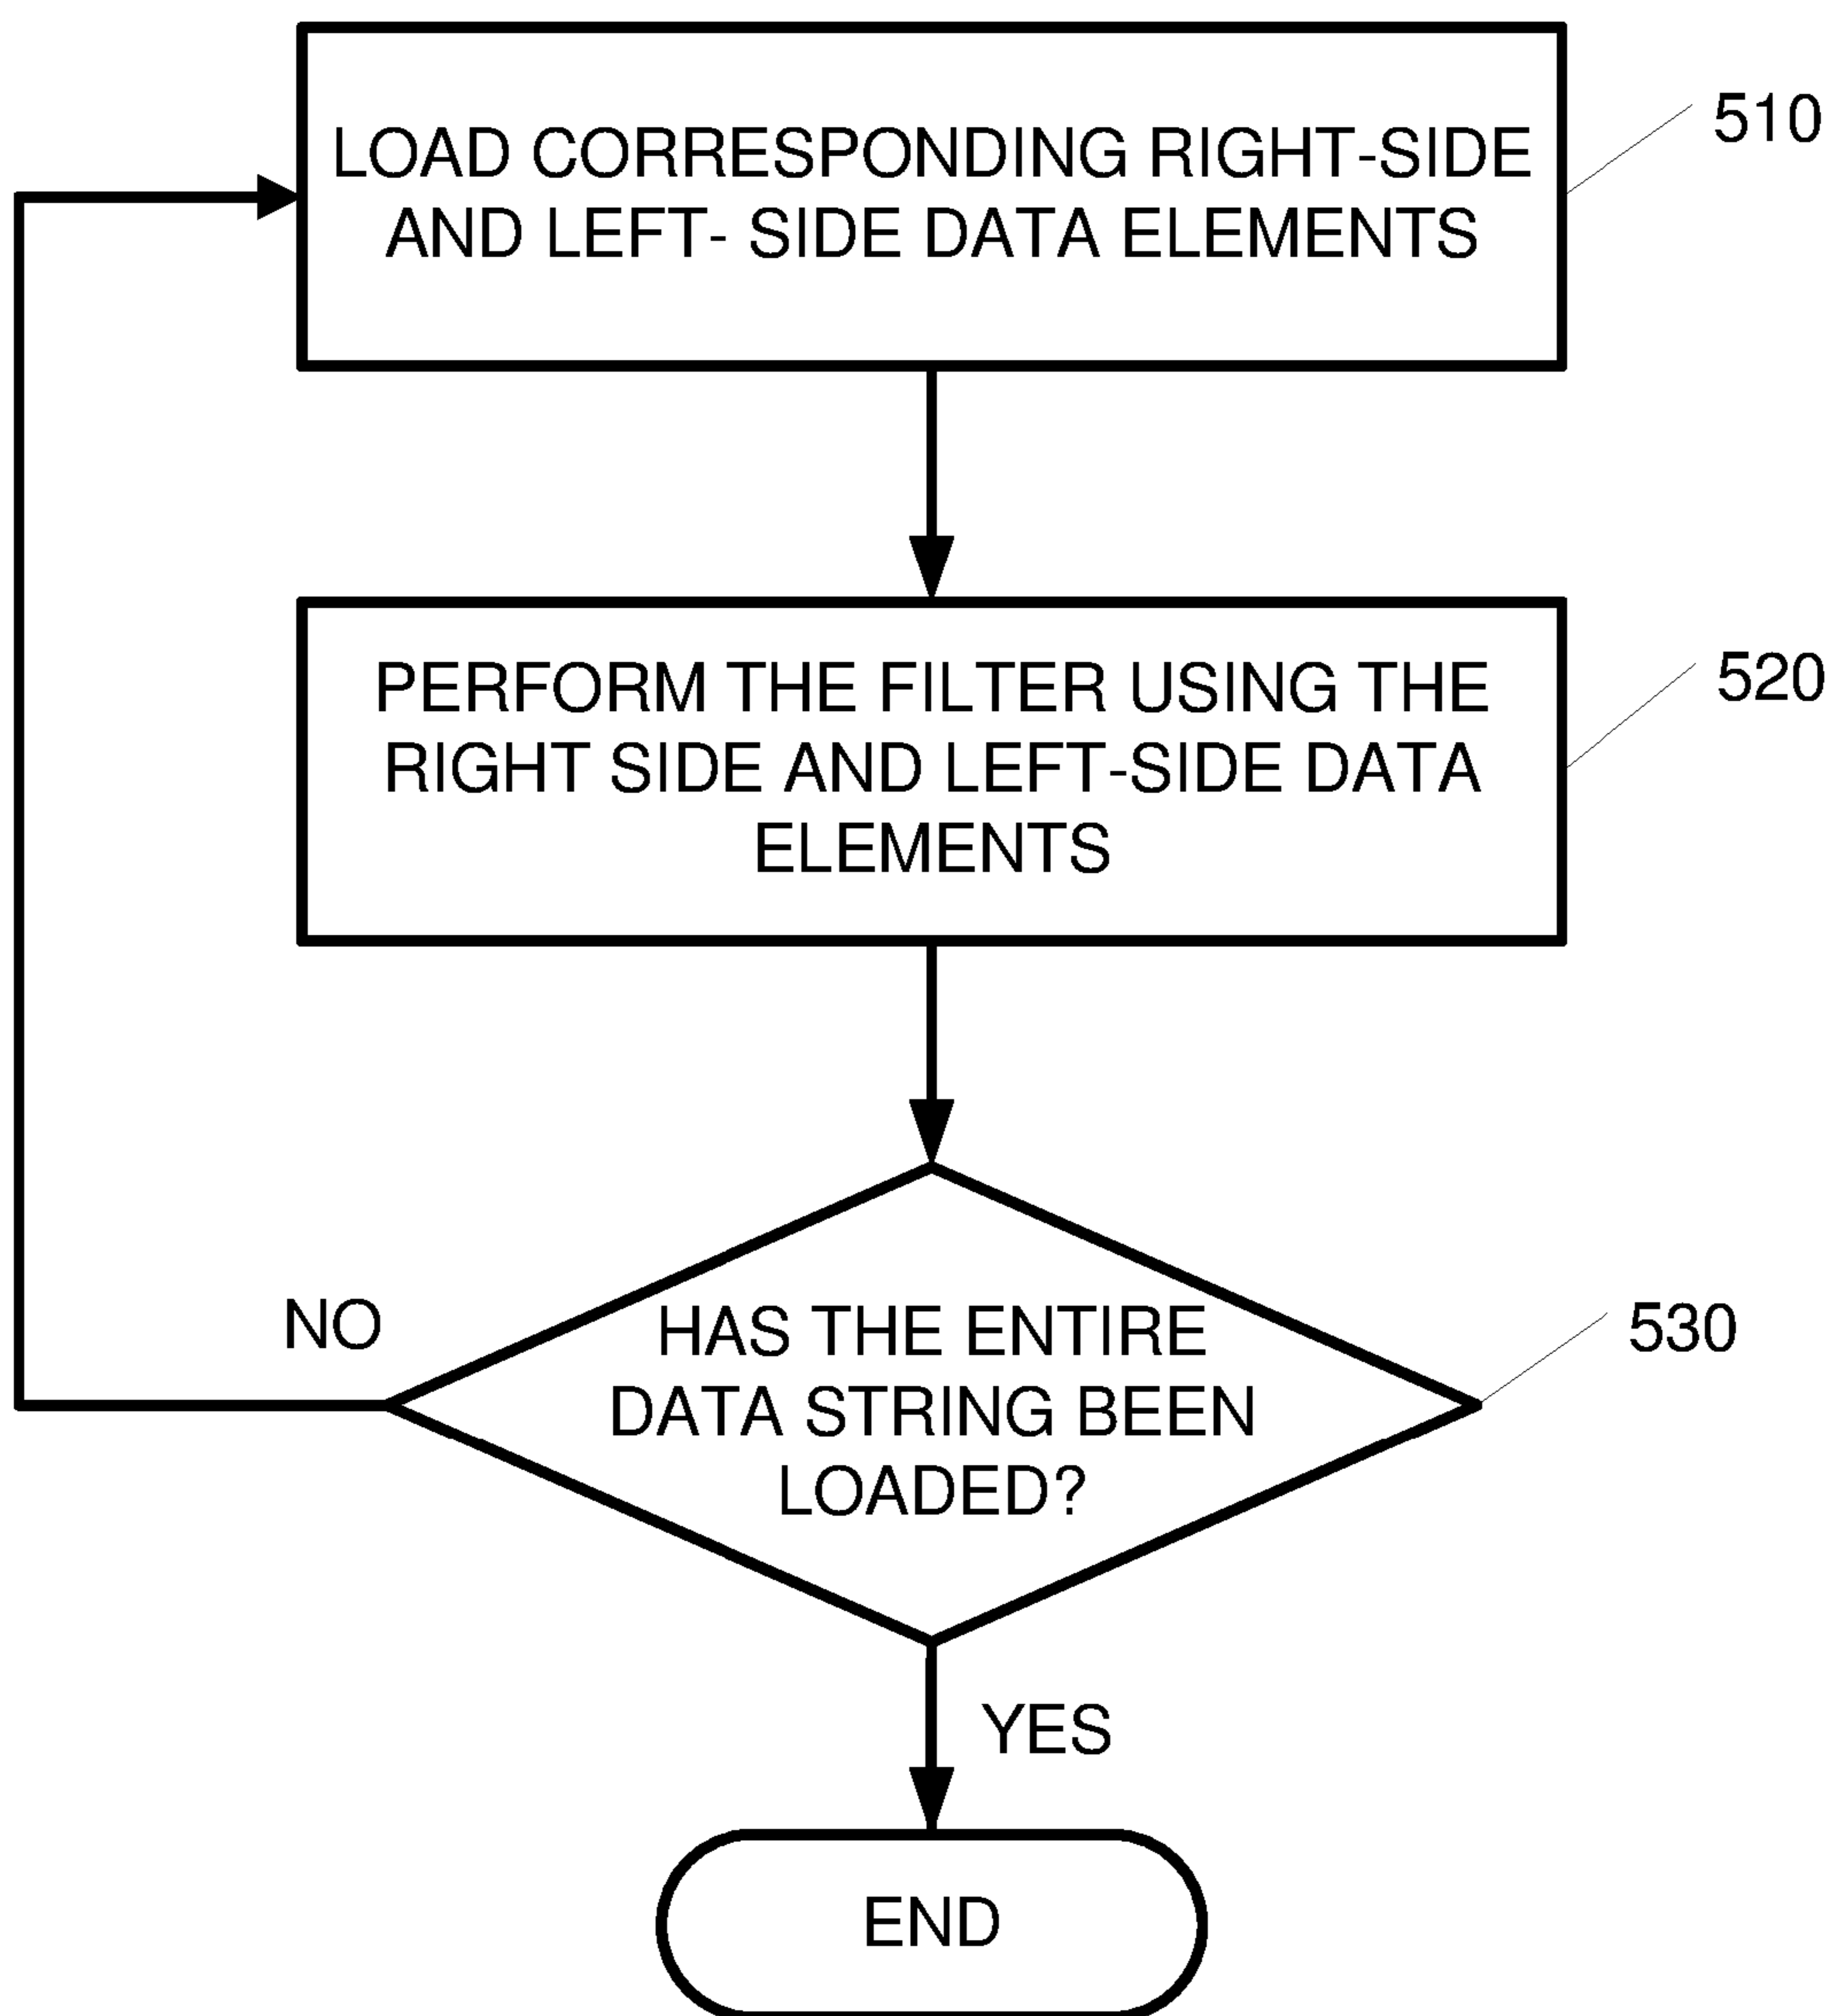 LOAD CORRESPONDING RIGHT-SIDE
AND LEFT- SIDE DATA ELEMENTS
510
PERFORM THE FILTER USING THE
RIGHT SIDE AND LEFT-SIDE DATA
ELEMENTS
520
HAS THE ENTIRE
DATA STRING BEEN
LOADED?
530
NO
YES
END